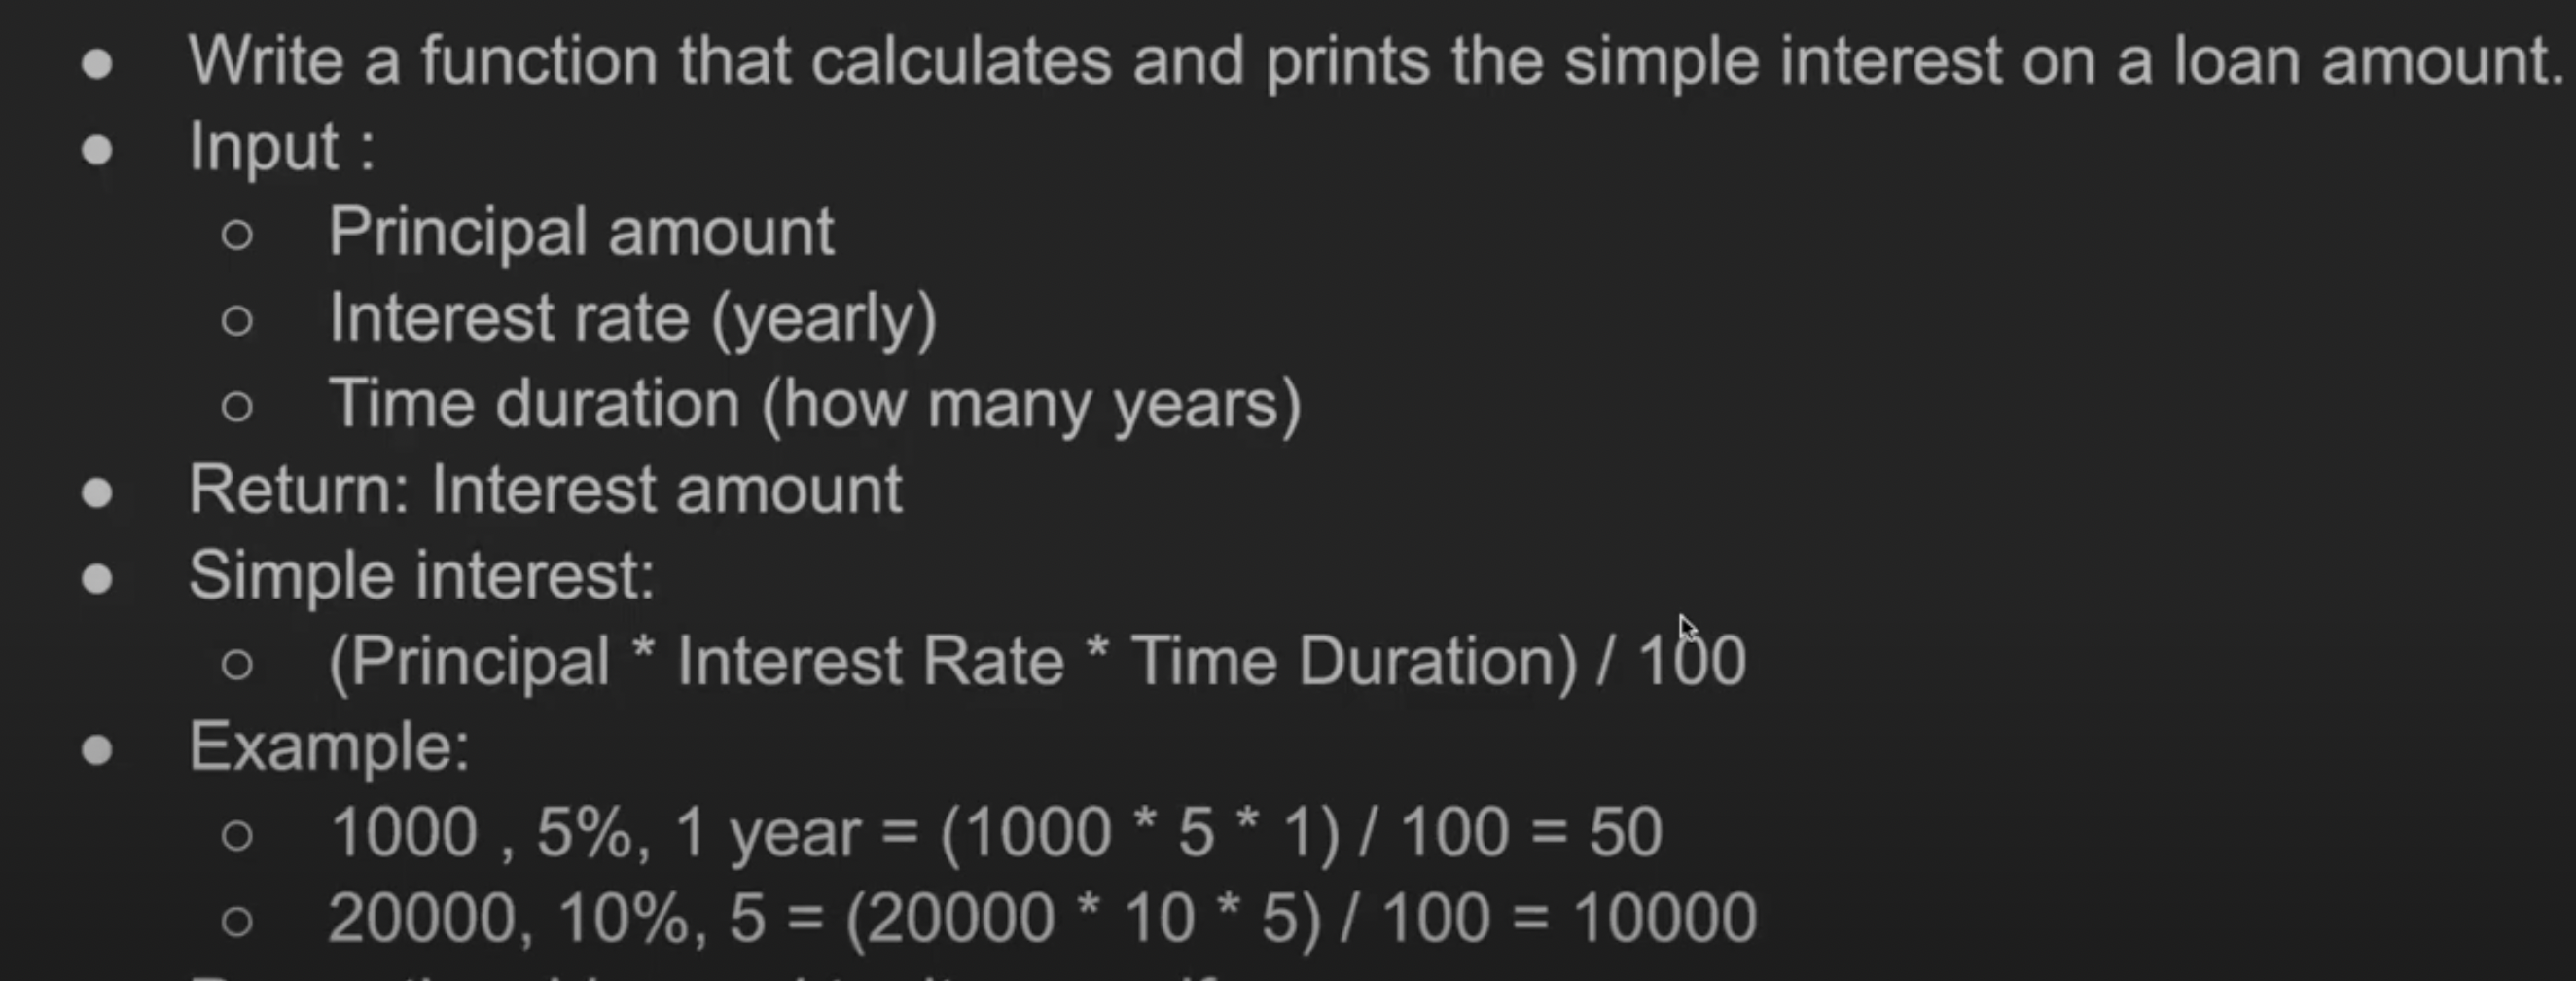 Write a function that calculates and prints the simple interest on a loan amount.
Input :
Principal amount
Interest rate (yearly)
Time duration (how many years)
Return: Interest amount
Simple interest:
(Principal * Interest Rate * Time Duration) / 100
Example:
1000 , 5%, 1 year = (1000 * 5 * 1) / 100 = 50
20000, 10%, 5 = (20000 * 10 * 5) / 100 = 10000